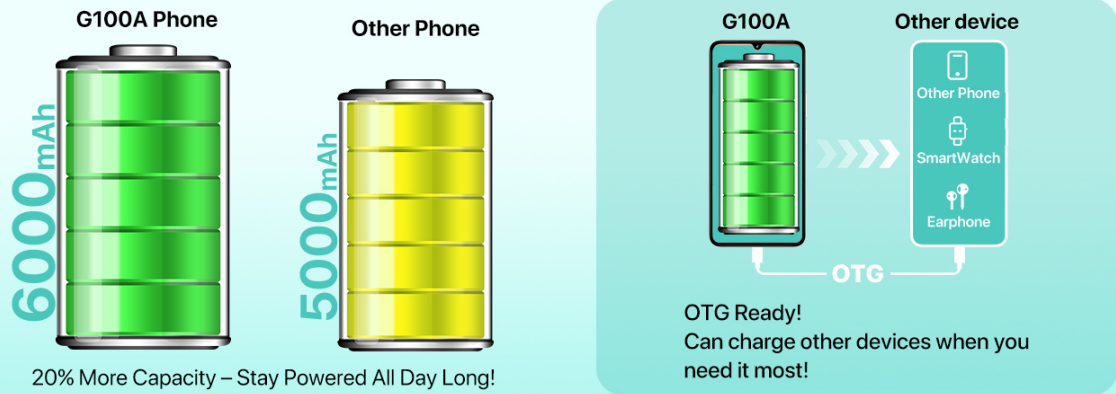 G100A Phone
Other Phone
6000mAh
5000mAh
20% More Capacity – Stay Powered All Day Long!
G100A
Other device
Other Phone
SmartWatch
Earphone
OTG
OTG Ready!
Can charge other devices when you
need it most!